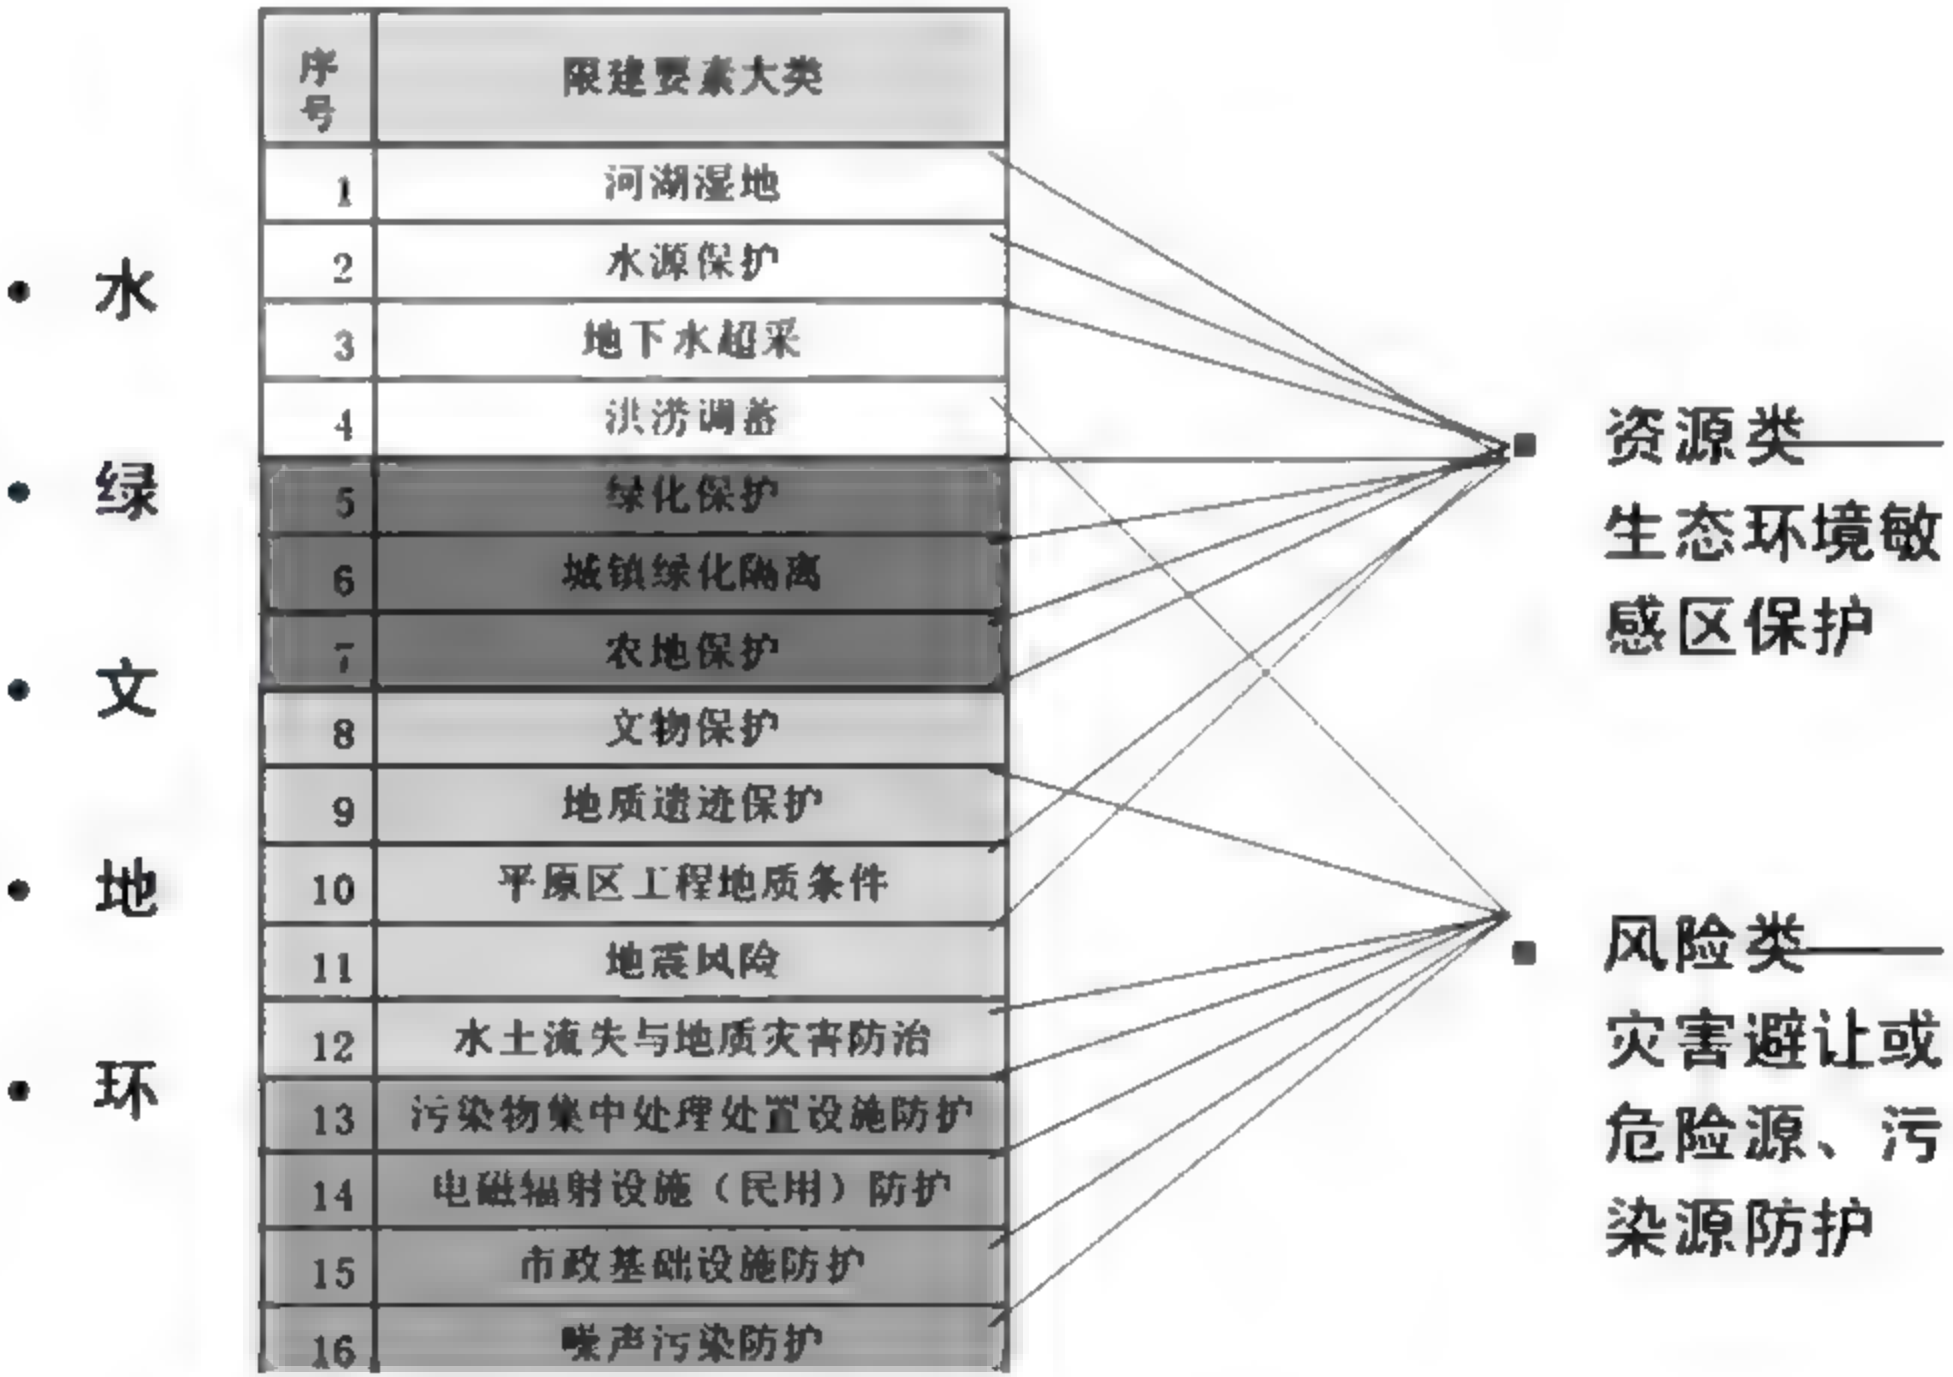 水
绿
文
地
环
序号 限建要素大类
1 河湖湿地
2 水源保护
3 地下水超采
4 洪涝调蓄
5 绿化保护
6 城镇绿化隔离
7 农地保护
8 文物保护
9 地质遗迹保护
10 平原区工程地质条件
11 地震风险
12 水土流失与地质灾害防治
13 污染物集中处理处置设施防护
14 电磁辐射设施（民用）防护
15 市政基础设施防护
16 噪声污染防护
资源类——
生态环境敏
感区保护
风险类——
灾害避让或
危险源、污
染源防护